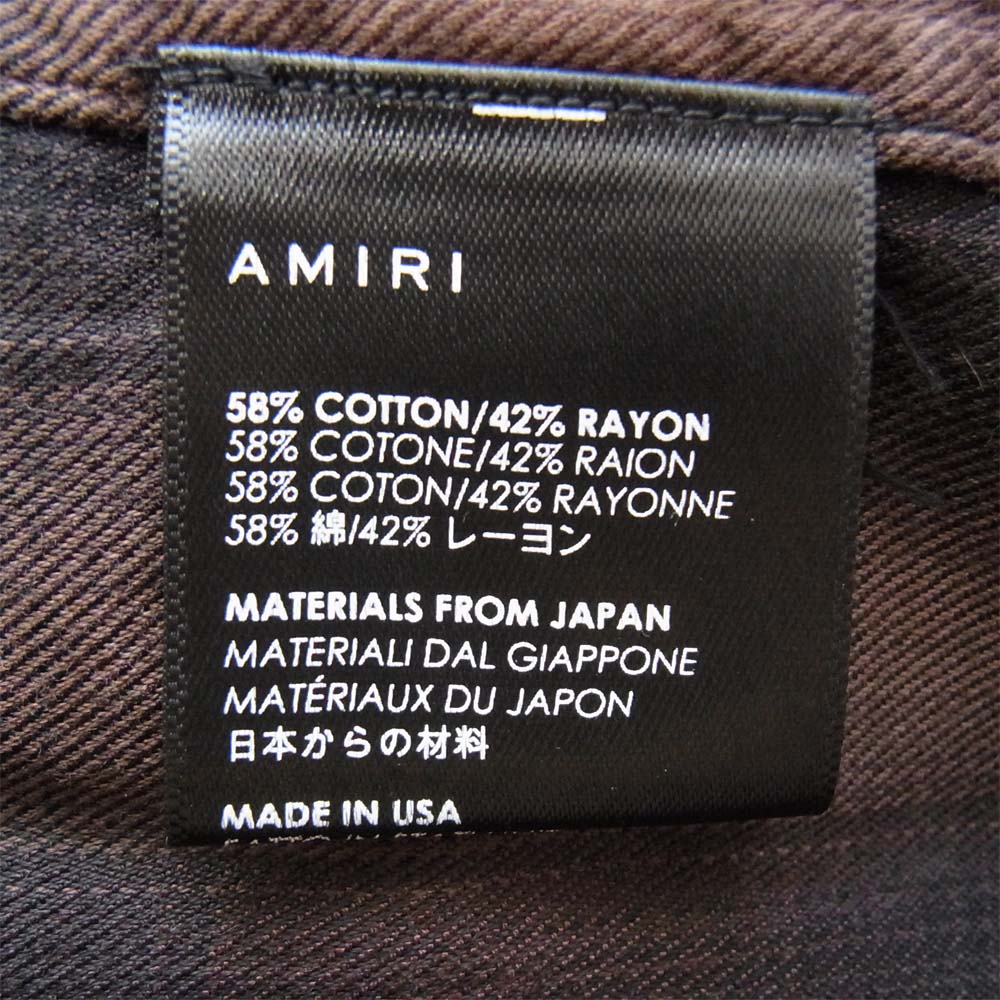 AMIRI
58% COTTON/42% RAYON
58% COTONE/42% RAION
58% COTON/42% RAYONNE
58% 綿/42% レーヨン
MATERIALS FROM JAPAN
MATERIALI DAL GIAPPONE
MATÉRIAUX DU JAPON
日本からの材料
MADE IN USA